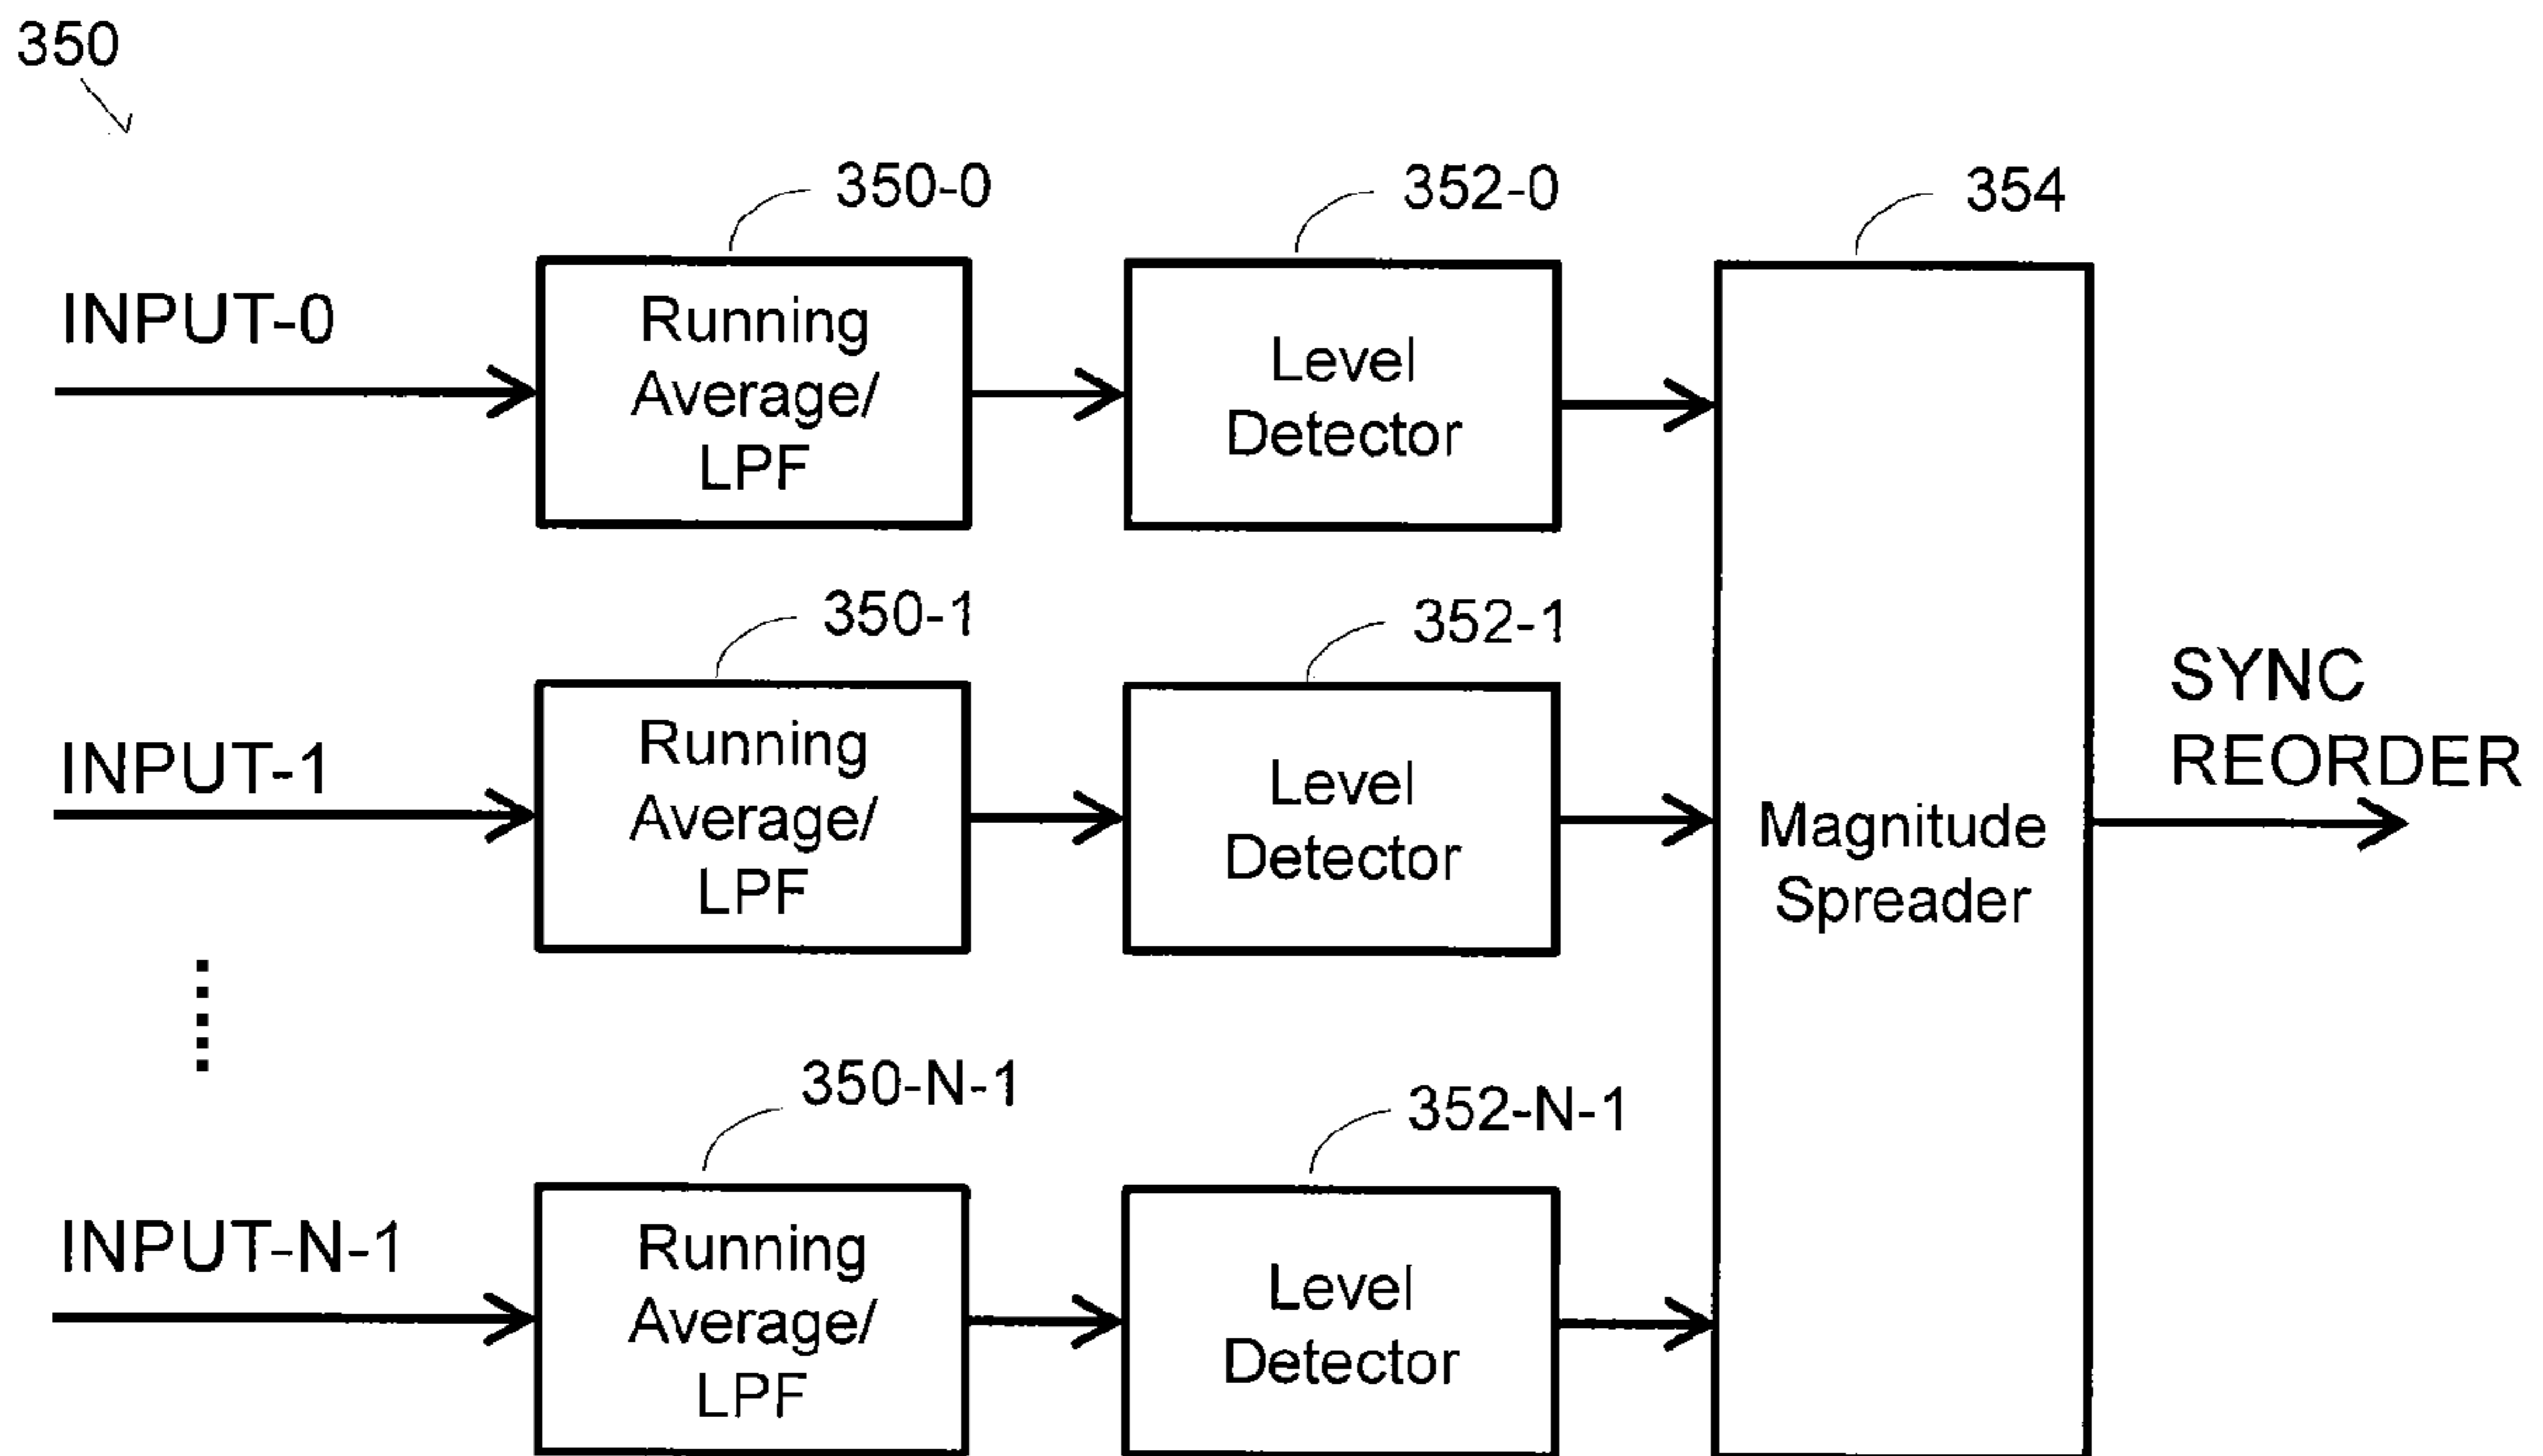 350
350-0
352-0
354
INPUT-0
Running
Average/
LPF
Level
Detector
350-1
352-1
INPUT-1
Running
Average/
LPF
Level
Detector
Magnitude
Spreader
SYNC
REORDER
350-N-1
352-N-1
INPUT-N-1
Running
Average/
LPF
Level
Detector